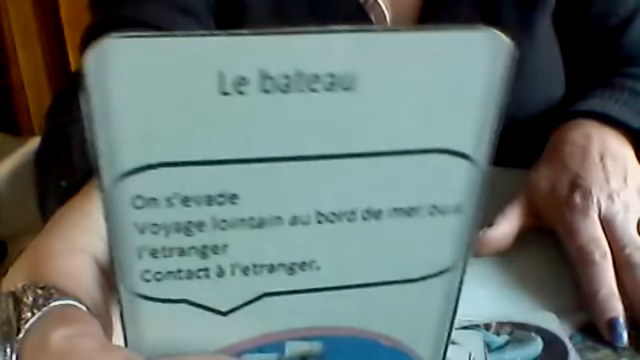 Le bateau
On s'evade
Voyage lointain au bord de mer ou a
l'etranger
Contact à l'etranger.